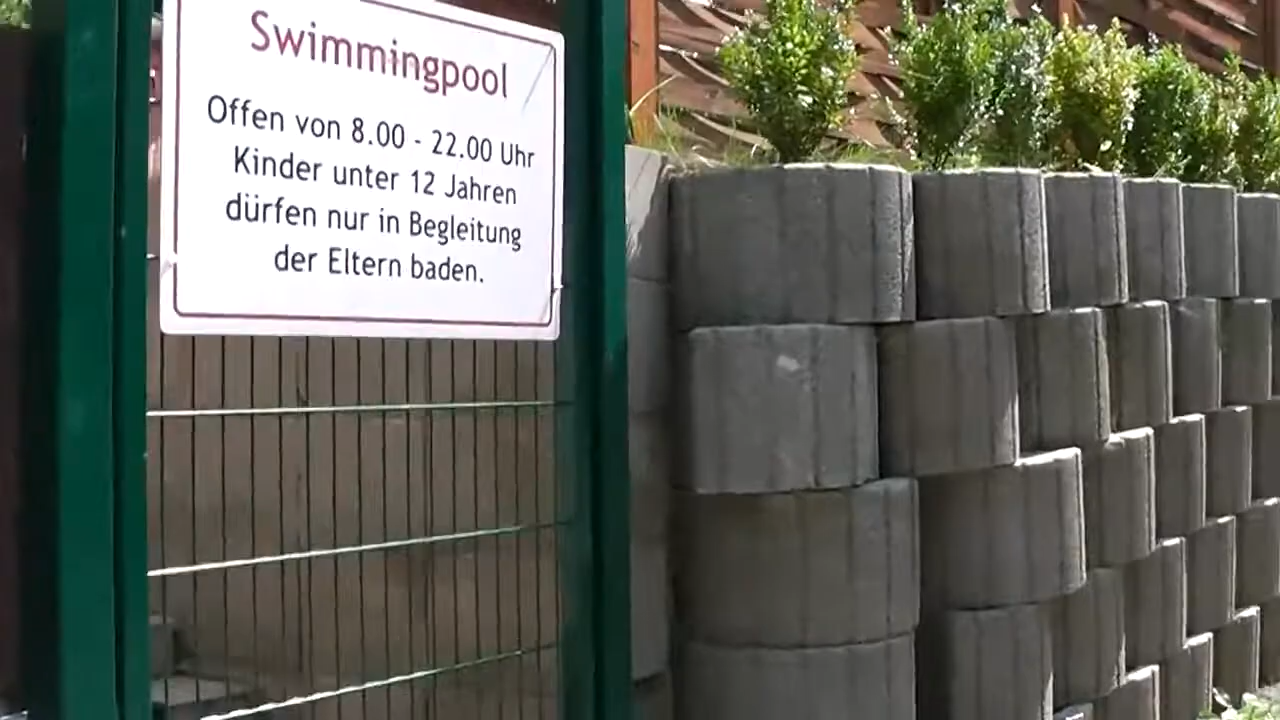 Swimmingpool
Offen von 8.00 - 22.00 Uhr
Kinder unter 12 Jahren
dürfen nur in Begleitung
der Eltern baden.